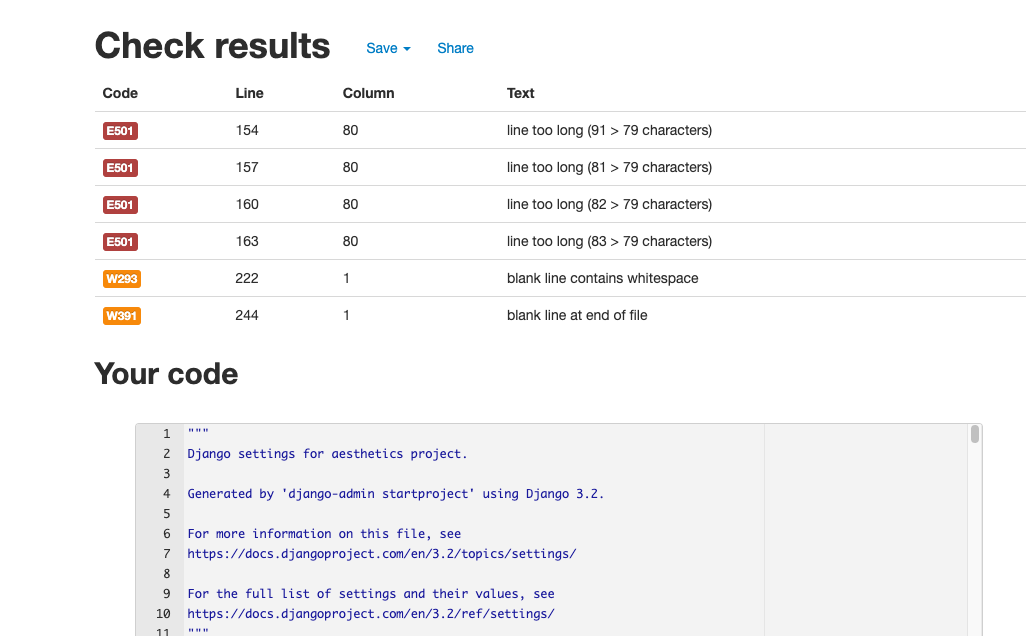 Check results Save Share
Code Line Column Text
E501 154 80 line too long (91 > 79 characters)
E501 157 80 line too long (81 > 79 characters)
E501 160 80 line too long (82 > 79 characters)
E501 163 80 line too long (83 > 79 characters)
W293 222 1 blank line contains whitespace
W391 244 1 blank line at end of file
Your code
1 """
2 Django settings for aesthetics project.
3
4 Generated by 'django-admin startproject' using Django 3.2.
5
6 For more information on this file, see
7 https://docs.djangoproject.com/en/3.2/topics/settings/
8
9 For the full list of settings and their values, see
10 https://docs.djangoproject.com/en/3.2/ref/settings/
11 """